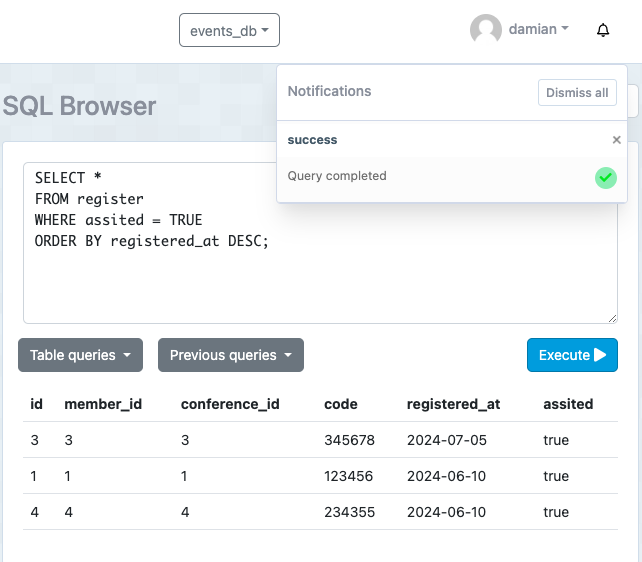 events_db
damian
SQL Browser
Notifications
Dismiss all
success
×
Query completed
SELECT *
FROM register
WHERE assited = TRUE
ORDER BY registered_at DESC;
Table queries
Previous queries
Execute
id member_id conference_id code registered_at assited
3 3 3 345678 2024-07-05 true
1 1 1 123456 2024-06-10 true
4 4 4 234355 2024-06-10 true